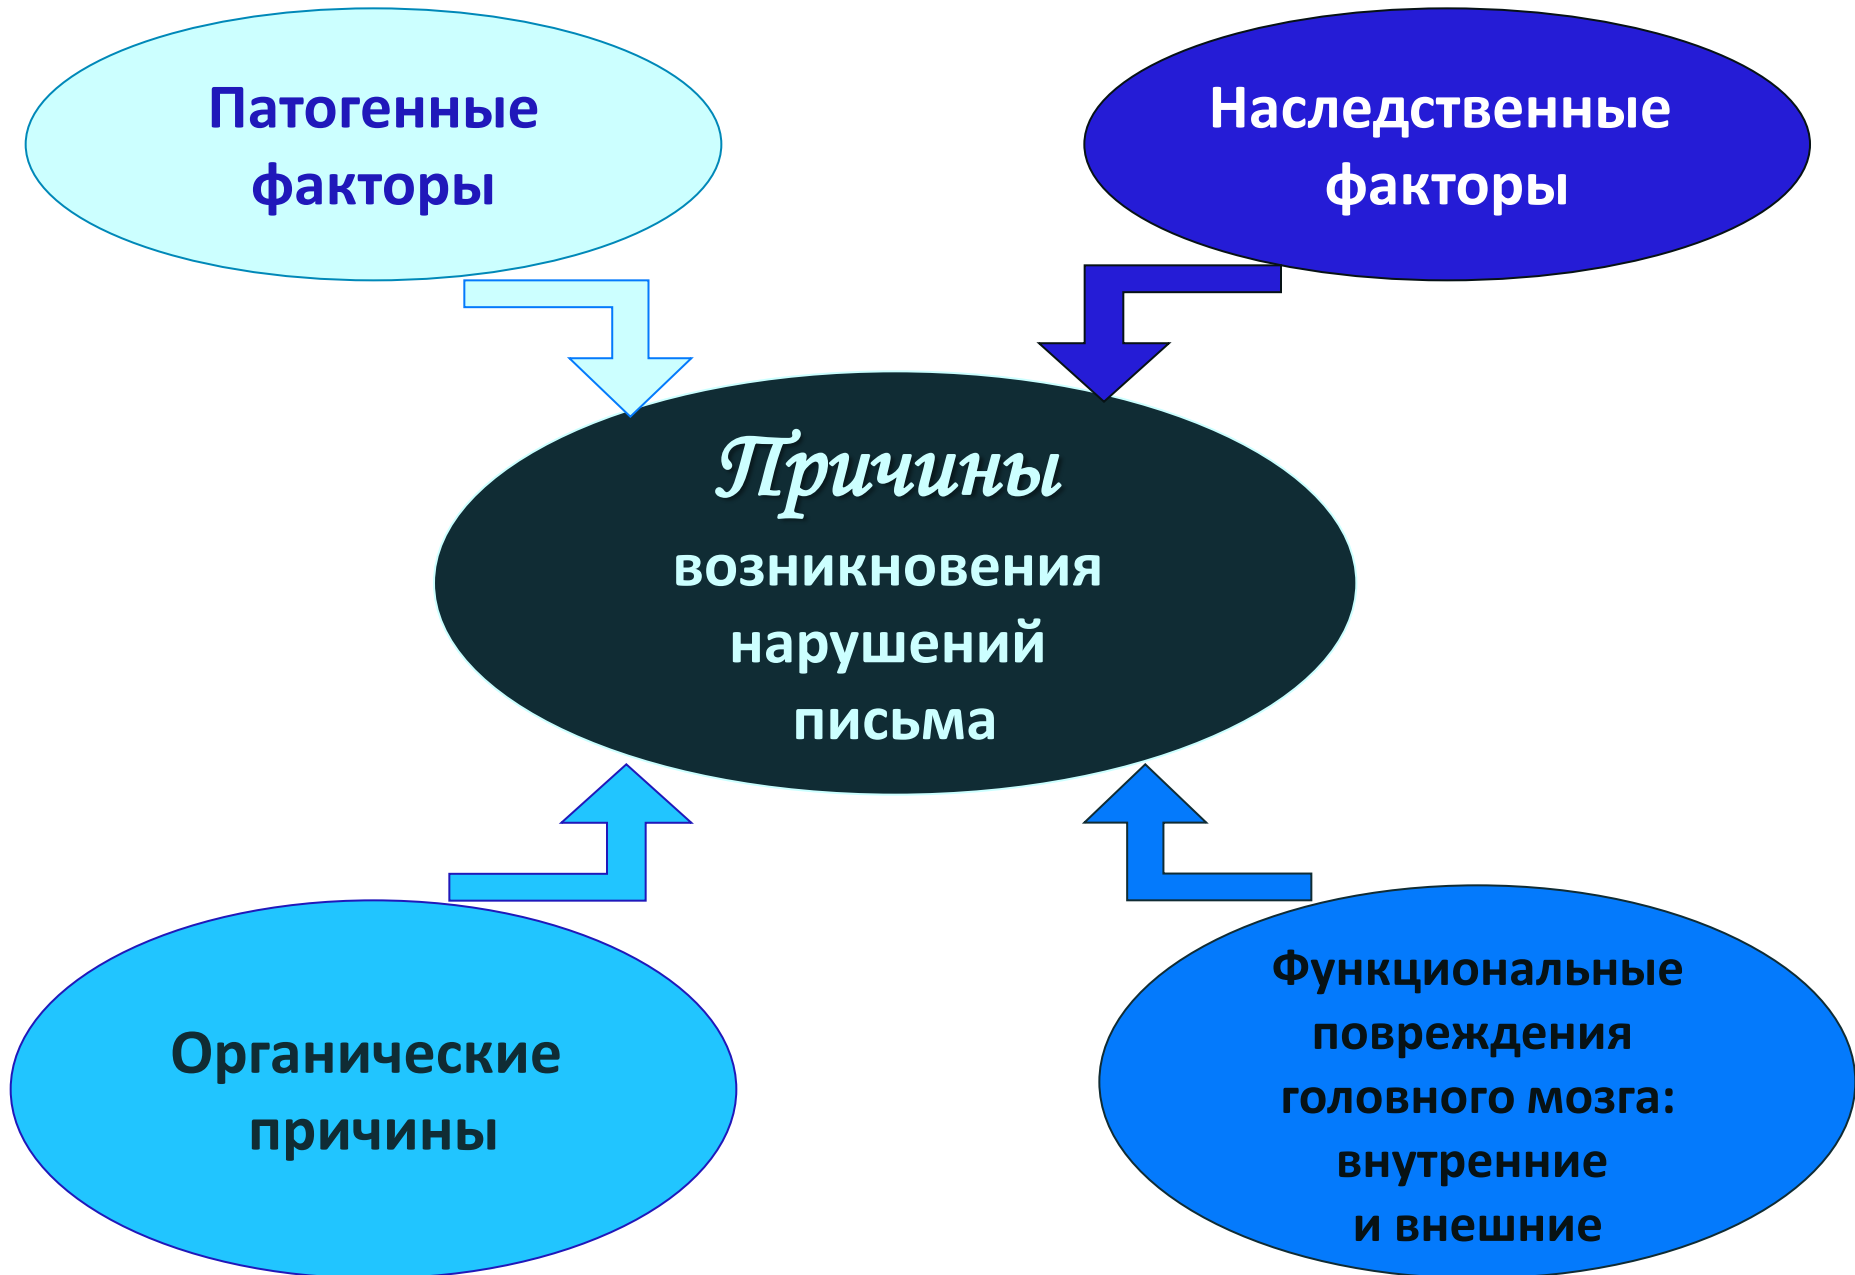 Патогенные
факторы
Наследственные
факторы
Причины
возникновения
нарушений
письма
Органические
причины
Функциональные
повреждения
головного мозга:
внутренние
и внешние